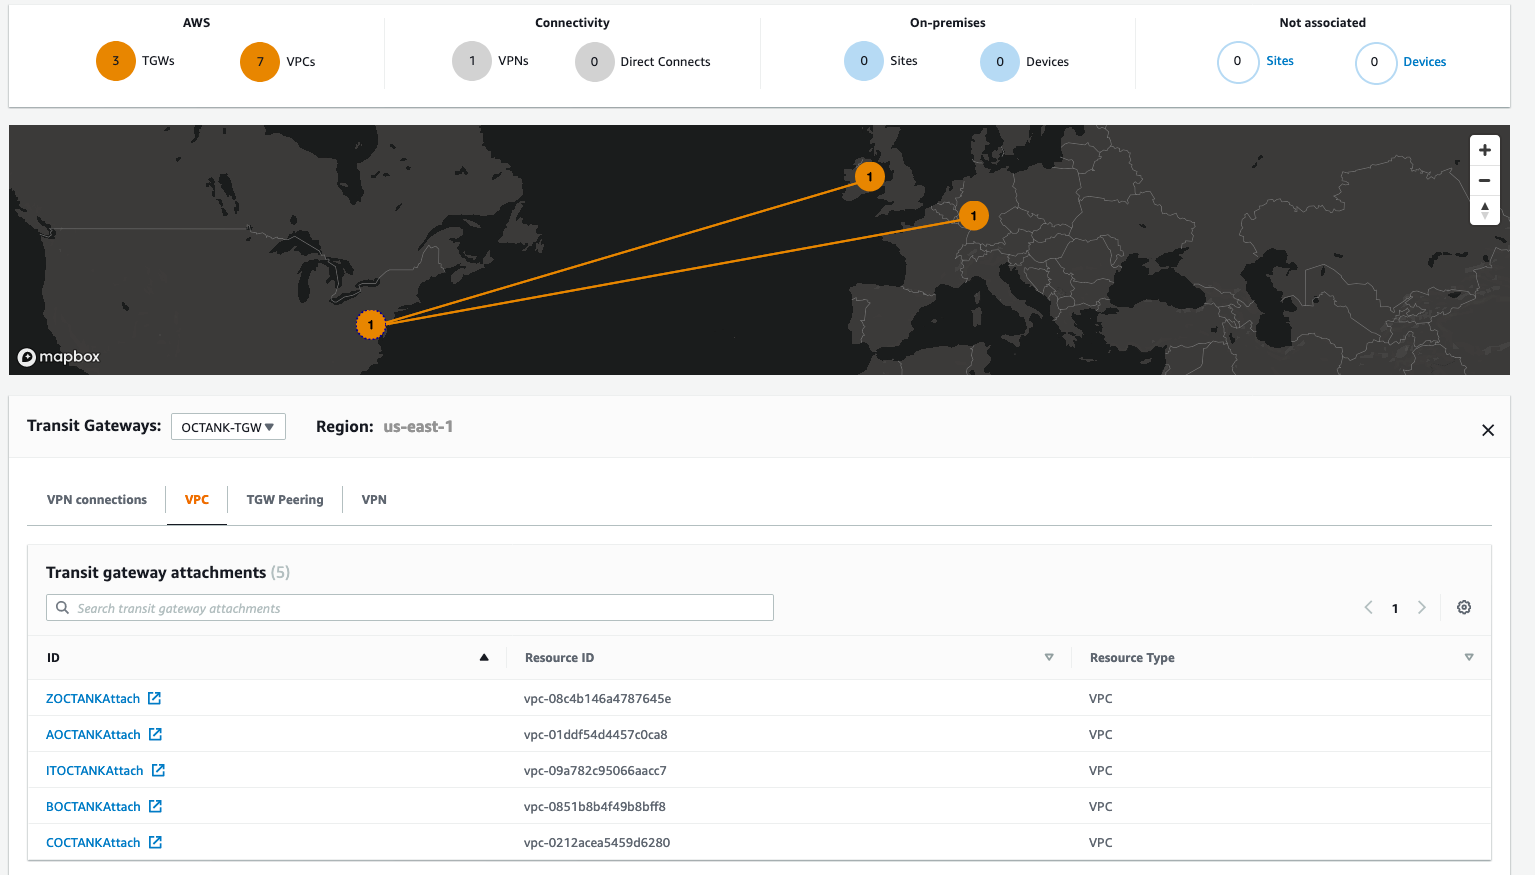 AWS
Connectivity
On-premises
Not associated
3 TGWs
7 VPCs
1 VPNs
0 Direct Connects
0 Sites
0 Devices
0 Sites
0 Devices
1
1
1
mapbox
Transit Gateways: OCTANK-TGW Region: us-east-1
VPN connections VPC TGW Peering VPN
Transit gateway attachments (5)
Search transit gateway attachments
1
ID Resource ID Resource Type
ZOCTANKAttach vpc-08c4b146a4787645e VPC
AOCTANKAttach vpc-01ddf54d4457c0ca8 VPC
ITOCTANKAttach vpc-09a782c95066aacc7 VPC
BOCTANKAttach vpc-0851b8b4f49b8bff8 VPC
COCTANKAttach vpc-0212acea5459d6280 VPC